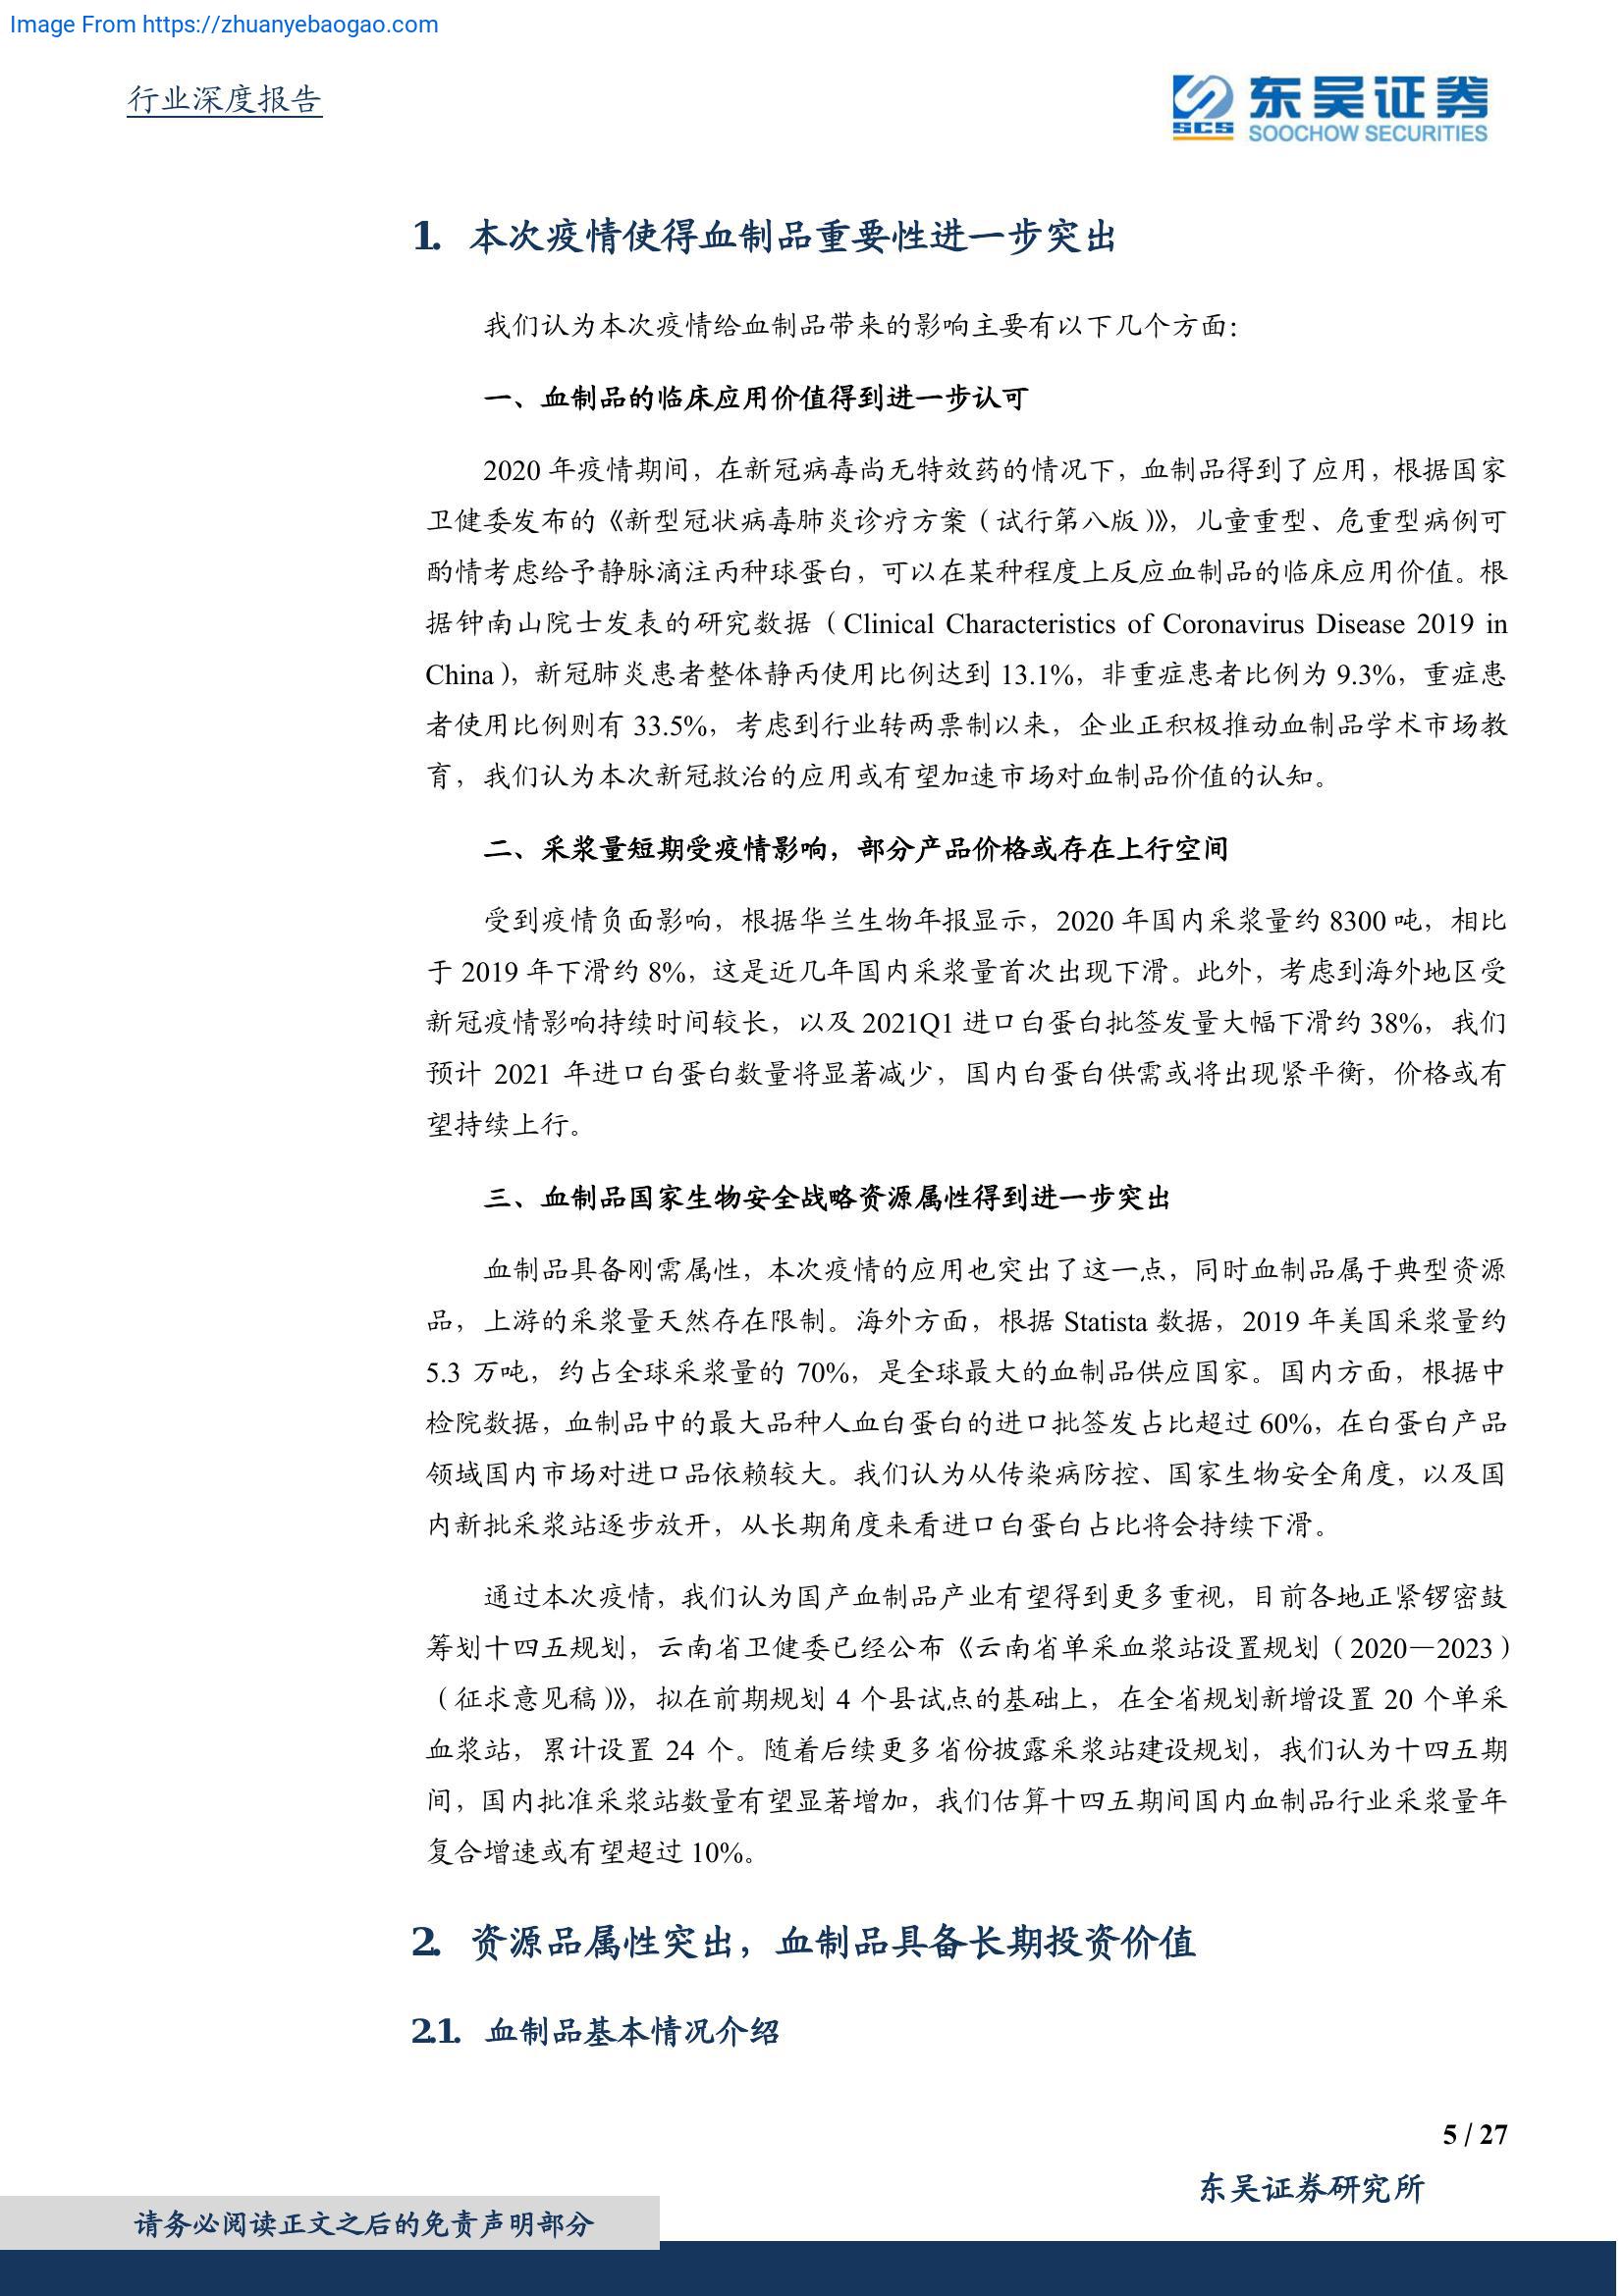 Image From https://zhuanyebaogao.com
行业深度报告
SCS
东吴证券
SOOCHOW SECURITIES
1. 本次疫情使得血制品重要性进一步突出
我们认为本次疫情给血制品带来的影响主要有以下几个方面：
一、血制品的临床应用价值得到进一步认可
2020 年疫情期间，在新冠病毒尚无特效药的情况下，血制品得到了应用，根据国家
卫健委发布的《新型冠状病毒肺炎诊疗方案（试行第八版）》，儿童重型、危重型病例可
酌情考虑给予静脉滴注丙种球蛋白，可以在某种程度上反应血制品的临床应用价值。根
据钟南山院士发表的研究数据（Clinical Characteristics of Coronavirus Disease 2019 in
China），新冠肺炎患者整体静丙使用比例达到 13.1%，非重症患者比例为 9.3%，重症患
者使用比例则有 33.5%，考虑到行业转两票制以来，企业正积极推动血制品学术市场教
育，我们认为本次新冠救治的应用或有望加速市场对血制品价值的认知。
二、采浆量短期受疫情影响，部分产品价格或存在上行空间
受到疫情负面影响，根据华兰生物年报显示，2020 年国内采浆量约 8300 吨，相比
于 2019 年下滑约 8%，这是近几年国内采浆量首次出现下滑。此外，考虑到海外地区受
新冠疫情影响持续时间较长，以及 2021Q1 进口白蛋白批签发量大幅下滑约 38%，我们
预计 2021 年进口白蛋白数量将显著减少，国内白蛋白供需或将出现紧平衡，价格或有
望持续上行。
三、血制品国家生物安全战略资源属性得到进一步突出
血制品具备刚需属性，本次疫情的应用也突出了这一点，同时血制品属于典型资源
品，上游的采浆量天然存在限制。海外方面，根据 Statista 数据，2019 年美国采浆量约
5.3 万吨，约占全球采浆量的 70%，是全球最大的血制品供应国家。国内方面，根据中
检院数据，血制品中的最大品种人血白蛋白的进口批签发占比超过 60%，在白蛋白产品
领域国内市场对进口品依赖较大。我们认为从传染病防控、国家生物安全角度，以及国
内新批采浆站逐步放开，从长期角度来看进口白蛋白占比将会持续下滑。
通过本次疫情，我们认为国产血制品产业有望得到更多重视，目前各地正紧锣密鼓
筹划十四五规划，云南省卫健委已经公布《云南省单采血浆站设置规划（2020—2023）
（征求意见稿）》，拟在前期规划 4 个县试点的基础上，在全省规划新增设置 20 个单采
血浆站，累计设置 24 个。随着后续更多省份披露采浆站建设规划，我们认为十四五期
间，国内批准采浆站数量有望显著增加，我们估算十四五期间国内血制品行业采浆量年
复合增速或有望超过 10%。
2. 资源品属性突出，血制品具备长期投资价值
2.1. 血制品基本情况介绍
5 / 27
东吴证券研究所
请务必阅读正文之后的免责声明部分